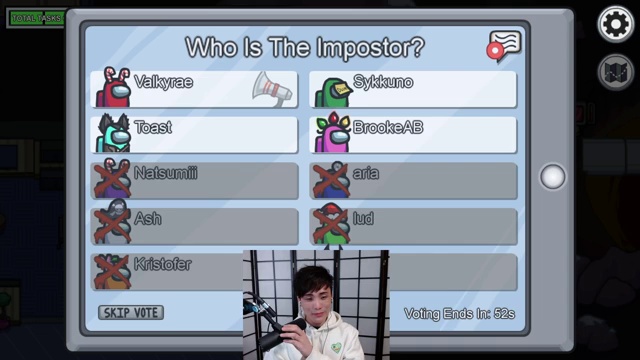 TOTAL TASKS
Who Is The Impostor?
Valkyrae
Sykkuno
Toast
BrookeAB
Natsumiii
aria
Ash
lud
Kristofer
SKIP VOTE
Voting Ends In: 52s